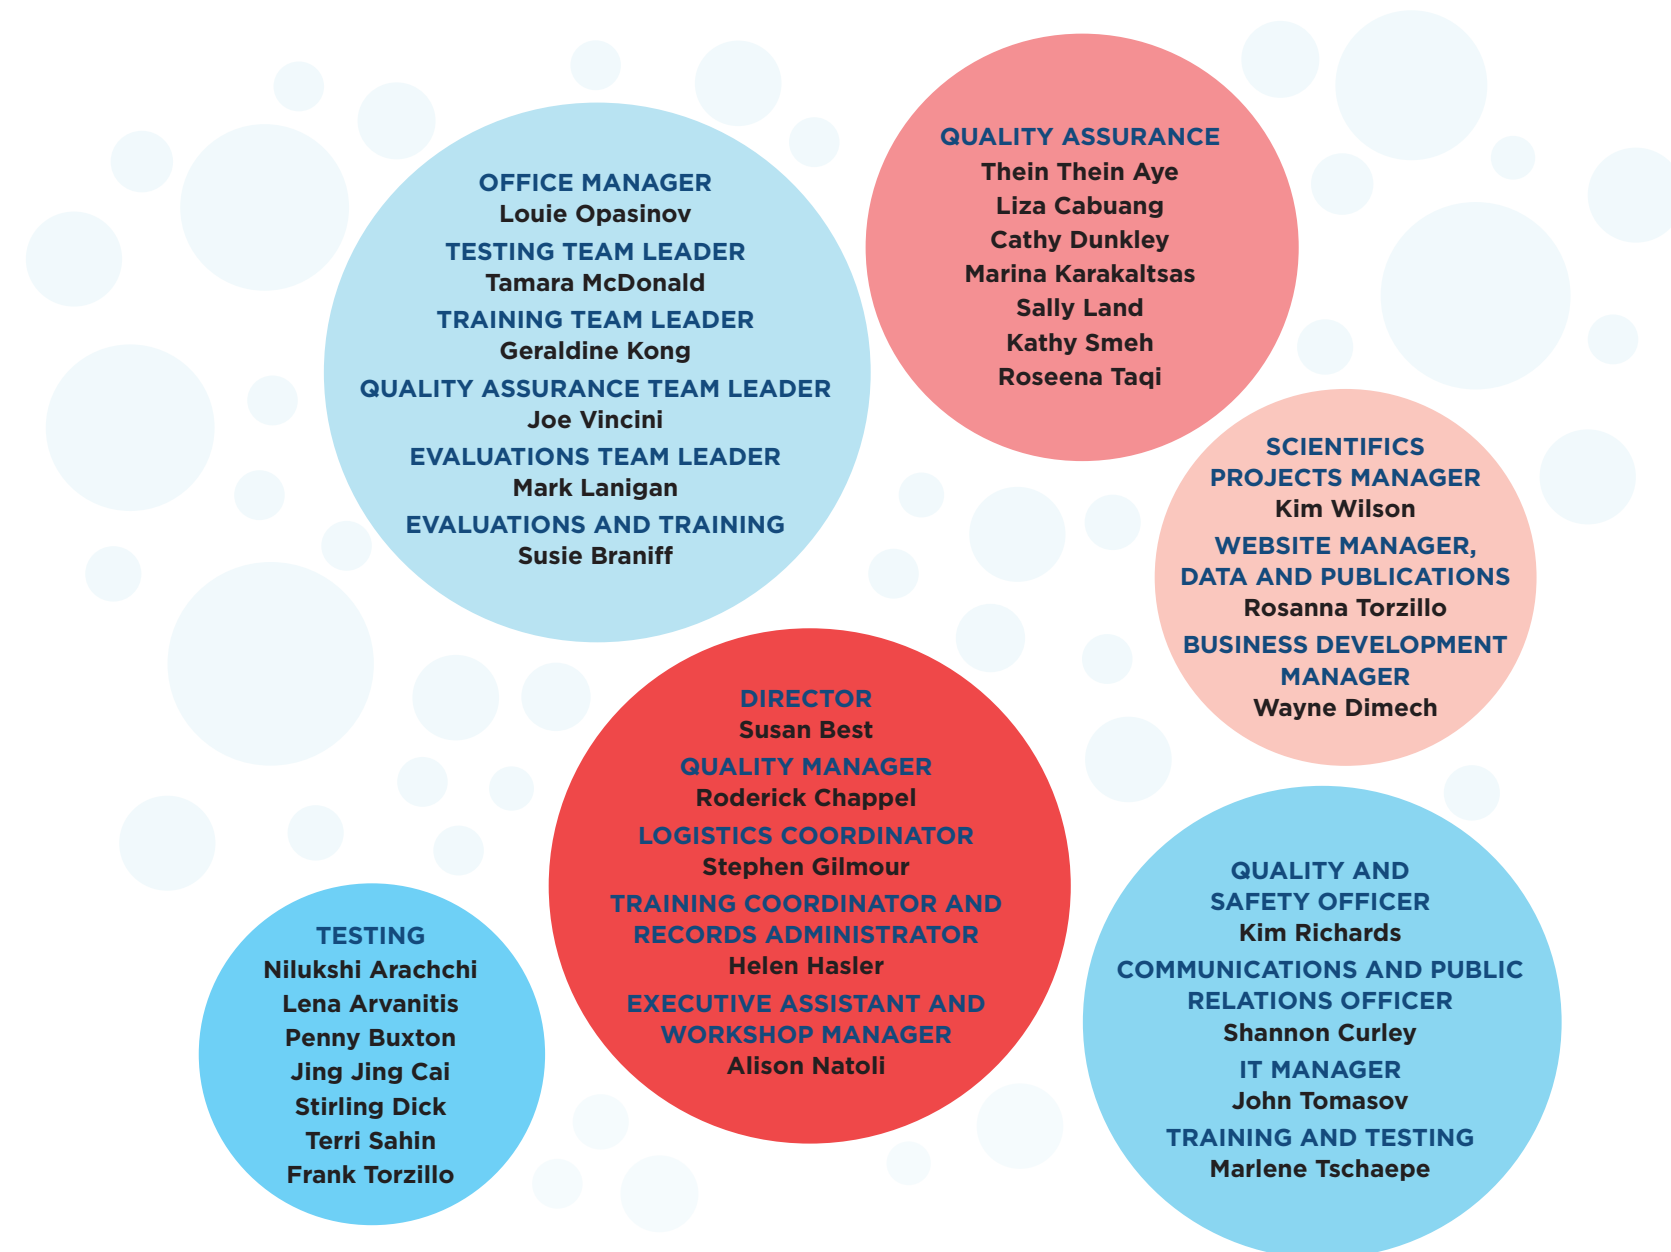 OFFICE MANAGER
Louie Opasinov
TESTING TEAM LEADER
Tamara McDonald
TRAINING TEAM LEADER
Geraldine Kong
QUALITY ASSURANCE TEAM LEADER
Joe Vincini
EVALUATIONS TEAM LEADER
Mark Lanigan
EVALUATIONS AND TRAINING
Susie Braniff
QUALITY ASSURANCE
Thein Thein Aye
Liza Cabuang
Cathy Dunkley
Marina Karakaltsas
Sally Land
Kathy Smeh
Roseena Taqi
SCIENTIFICS
PROJECTS MANAGER
Kim Wilson
WEBSITE MANAGER,
DATA AND PUBLICATIONS
Rosanna Torzillo
BUSINESS DEVELOPMENT
MANAGER
Wayne Dimech
DIRECTOR
Susan Best
QUALITY MANAGER
Roderick Chappel
LOGISTICS COORDINATOR
Stephen Gilmour
TRAINING COORDINATOR AND
RECORDS ADMINISTRATOR
Helen Hasler
EXECUTIVE ASSISTANT AND
WORKSHOP MANAGER
Alison Natoli
TESTING
Nilukshi Arachchi
Lena Arvanitis
Penny Buxton
Jing Jing Cai
Stirling Dick
Terri Sahin
Frank Torzillo
QUALITY AND
SAFETY OFFICER
Kim Richards
COMMUNICATIONS AND PUBLIC
RELATIONS OFFICER
Shannon Curley
IT MANAGER
John Tomasov
TRAINING AND TESTING
Marlene Tschaepe